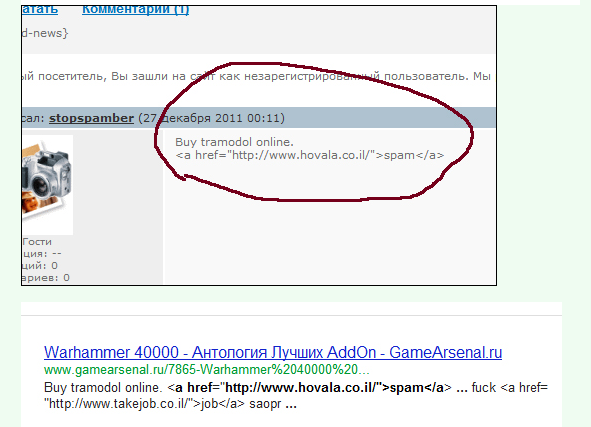 атать Комментарии (1)
d-news}
ый посетитель, Вы зашли на сайт как незарегистрированный пользователь. Мы
сал: stopspamber (27 декабря 2011 00:11)
Buy tramodol online.
<a href="http://www.hovala.co.il/">spam</a>
Гости
ция: --
ций: 0
ариев: 0
Warhammer 40000 - Антология Лучших AddOn - GameArsenal.ru
www.gamearsenal.ru/7865-Warhammer%2040000%20...
Buy tramodol online. <a href="http://www.hovala.co.il/">spam</a> ... fuck <a href=
"http://www.takejob.co.il/">job</a> saopr ...